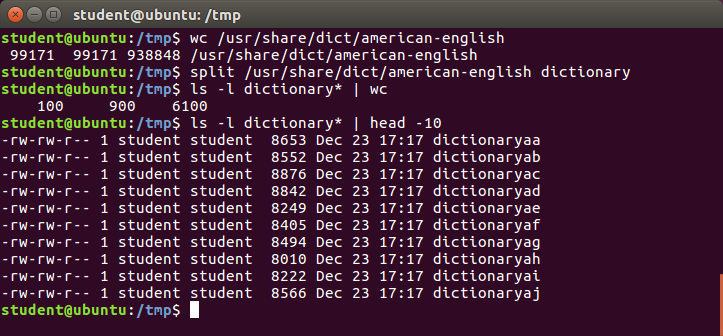 student@ubuntu: /tmp
student@ubuntu:/tmp$ wc /usr/share/dict/american-english
 99171  99171 938848 /usr/share/dict/american-english
student@ubuntu:/tmp$ split /usr/share/dict/american-english dictionary
student@ubuntu:/tmp$ ls -l dictionary* | wc
    100     900    6100
student@ubuntu:/tmp$ ls -l dictionary* | head -10
-rw-rw-r-- 1 student student  8653 Dec 23 17:17 dictionaryaa
-rw-rw-r-- 1 student student  8552 Dec 23 17:17 dictionaryab
-rw-rw-r-- 1 student student  8876 Dec 23 17:17 dictionaryac
-rw-rw-r-- 1 student student  8842 Dec 23 17:17 dictionaryad
-rw-rw-r-- 1 student student  8249 Dec 23 17:17 dictionaryae
-rw-rw-r-- 1 student student  8405 Dec 23 17:17 dictionaryaf
-rw-rw-r-- 1 student student  8494 Dec 23 17:17 dictionaryag
-rw-rw-r-- 1 student student  8010 Dec 23 17:17 dictionaryah
-rw-rw-r-- 1 student student  8222 Dec 23 17:17 dictionaryai
-rw-rw-r-- 1 student student  8566 Dec 23 17:17 dictionaryaj
student@ubuntu:/tmp$